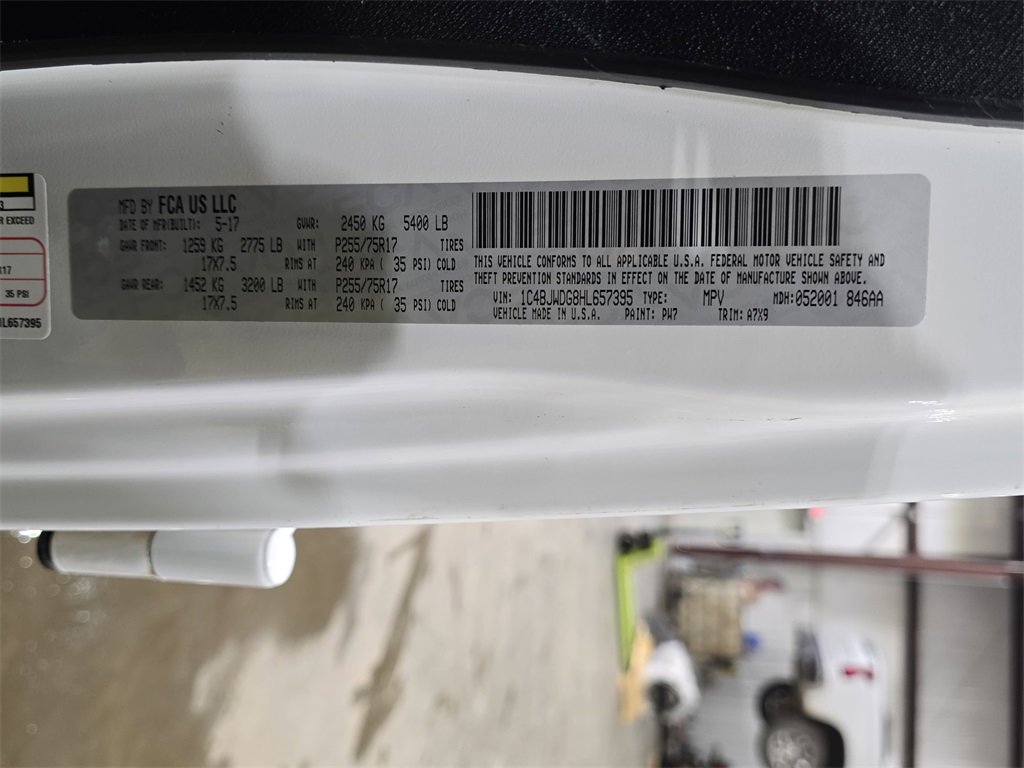 3
R EXCEED
R17
35 PSI
HL657395
MFD BY FCA US LLC
DATE OF MFR(BUILT): 5-17 GVWR: 2450 KG 5400 LB
GAWR FRONT: 1259 KG 2775 LB WITH P255/75R17 TIRES
17X7.5 RIMS AT 240 KPA ( 35 PSI) COLD
GAWR REAR: 1452 KG 3200 LB WITH P255/75R17 TIRES
17X7.5 RIMS AT 240 KPA ( 35 PSI) COLD
THIS VEHICLE CONFORMS TO ALL APPLICABLE U.S.A. FEDERAL MOTOR VEHICLE SAFETY AND
THEFT PREVENTION STANDARDS IN EFFECT ON THE DATE OF MANUFACTURE SHOWN ABOVE.
VIN: 1C4BJWDG8HL657395 TYPE: MPV MDH:052001 846AA
VEHICLE MADE IN U.S.A. PAINT: PW7 TRIM: A7X9